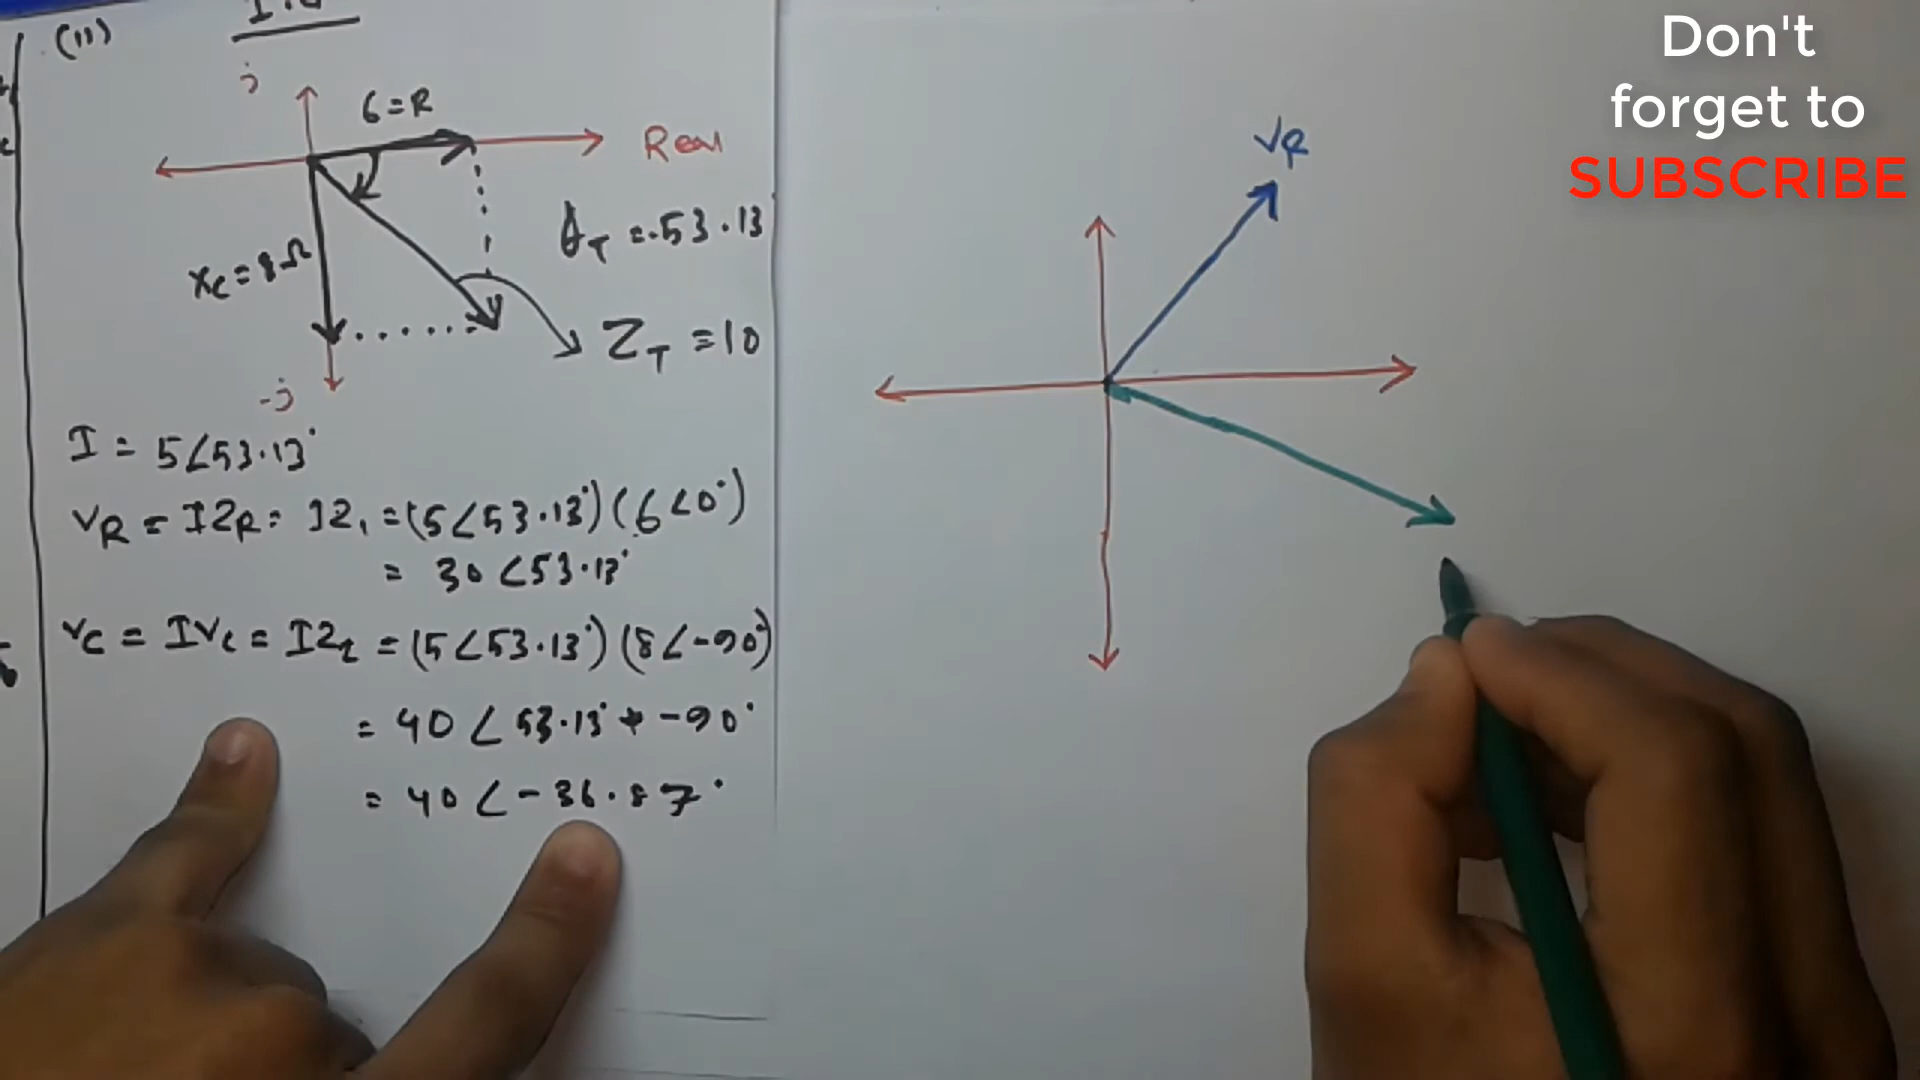 (11)
j
6=R
Real
θT =-53.13°
Xc=8Ω
ZT =10
-j
I = 5∠53.13°
VR = IZR = IZ1 =(5∠53.13°)(6∠0°)
= 30∠53.13°
Vc = IVc = IZ2 =(5∠53.13°)(8∠-90°)
= 40∠53.13°+-90°
= 40∠-36.87°
VR
Don't
forget to
SUBSCRIBE